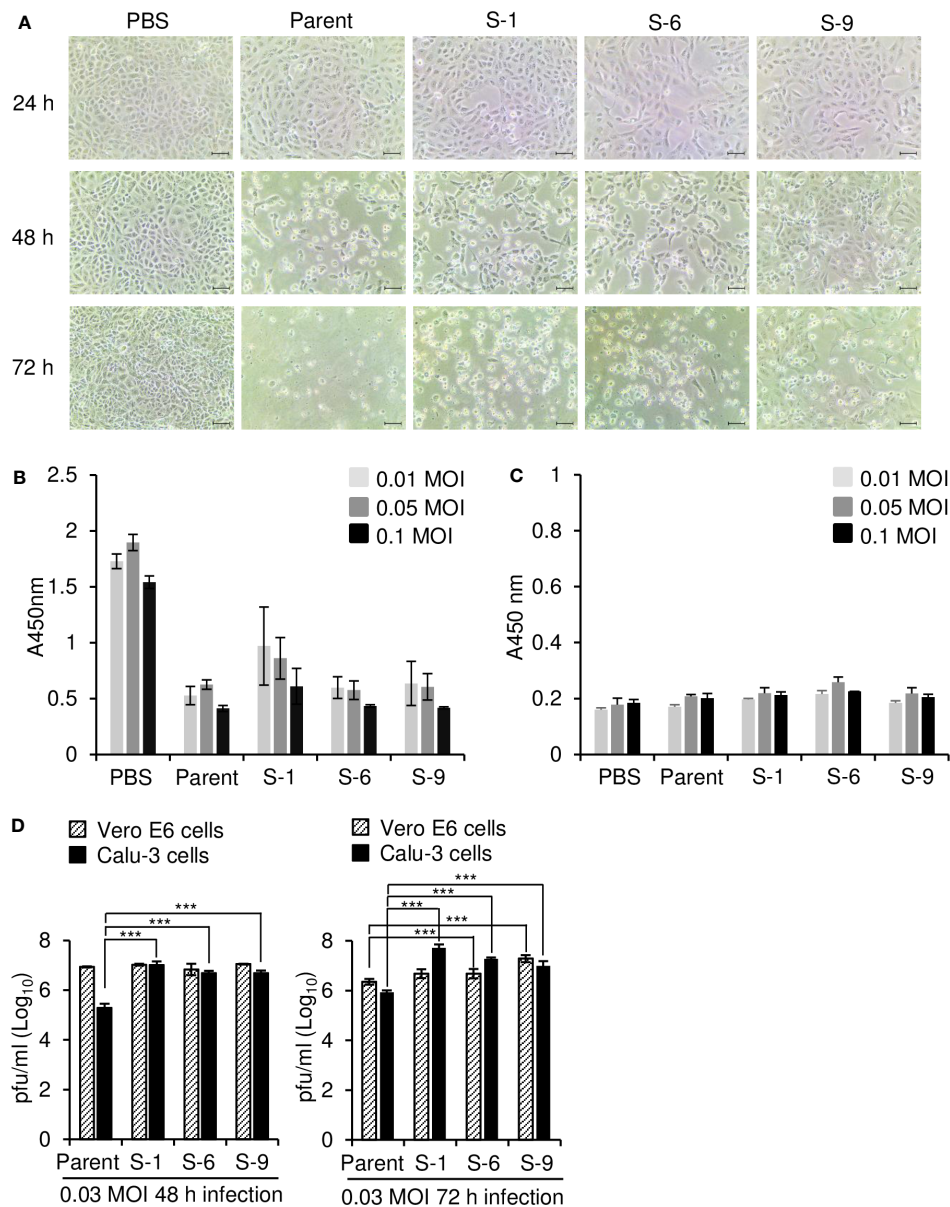 A
PBS Parent S-1 S-6 S-9
24 h
48 h
72 h
B
2.5
2
1.5
1
0.5
0
A450nm
0.01 MOI
0.05 MOI
0.1 MOI
PBS Parent S-1 S-6 S-9
C
1
0.8
0.6
0.4
0.2
0
A450 nm
0.01 MOI
0.05 MOI
0.1 MOI
PBS Parent S-1 S-6 S-9
D
Vero E6 cells
Calu-3 cells
***
***
***
8
6
4
2
0
pfu/ml (Log10)
Parent S-1 S-6 S-9
0.03 MOI 48 h infection
Vero E6 cells
Calu-3 cells
***
***
***
***
***
8
6
4
2
0
pfu/ml (Log10)
Parent S-1 S-6 S-9
0.03 MOI 72 h infection